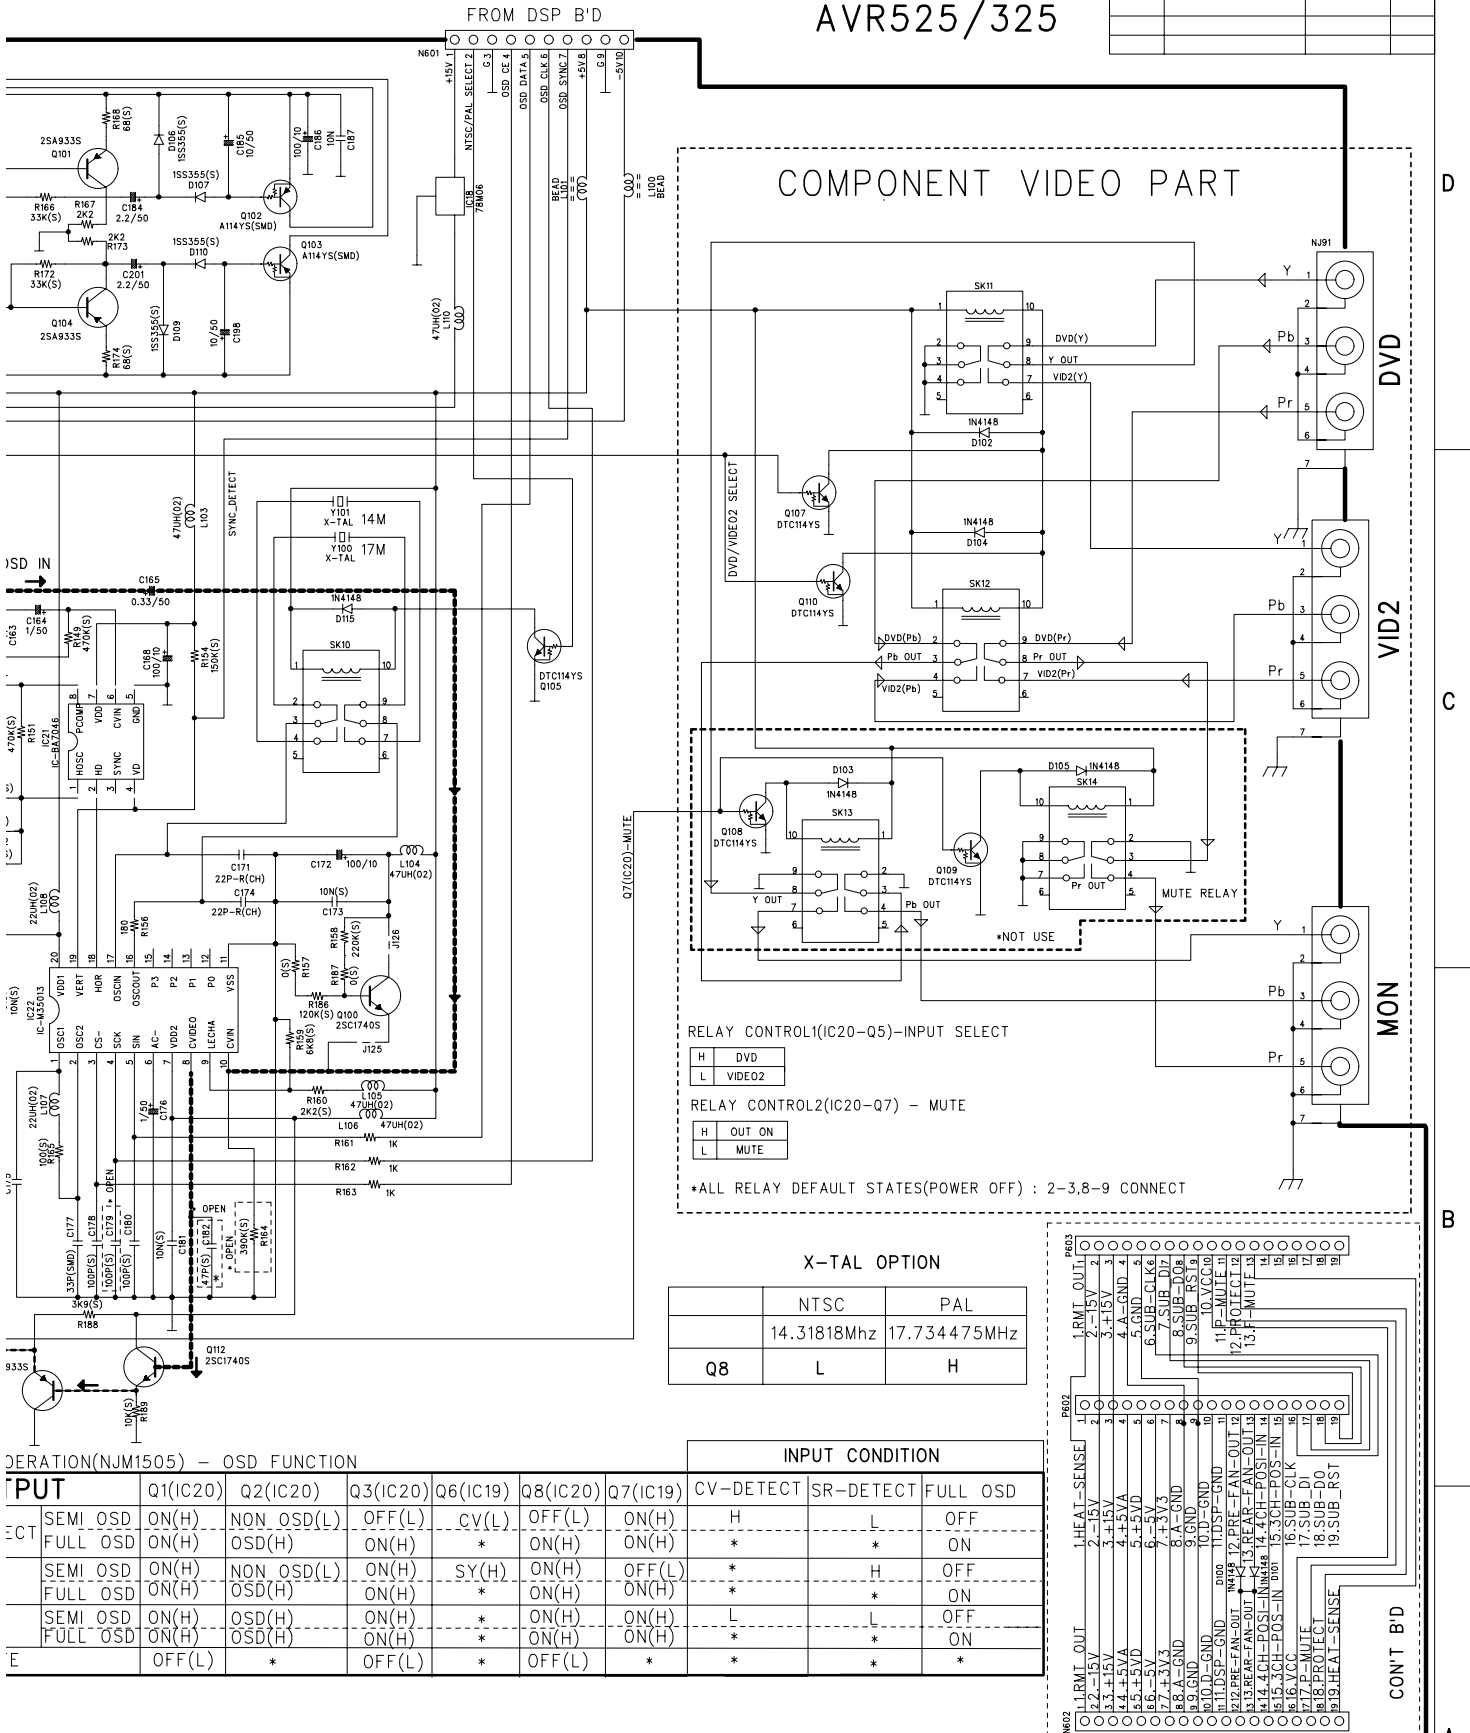 FROM DSP B'D
AVR525/325
N601
+15V 1
NTSC/PAL SELECT 2
G 3
OSD CE 4
OSD DATA 5
OSD CLK 6
OSD SYNC 7
+5V 8
G 9
-5V 10
2SA933S
Q101
R168
68(S)
D106
1SS355(S)
C185
10/50
100/10
C186
10N
C187
1SS355(S)
D107
R166
33K(S)
R167
2K2
C184
2.2/50
Q102
A114YS(SMD)
2K2
R173
1SS355(S)
D110
Q103
A114YS(SMD)
R172
33K(S)
C201
2.2/50
Q104
2SA933S
R174
68(S)
1SS355(S)
D109
10/50
C198
IC18
78M06
BEAD
L101
L100
BEAD
47UH(02)
L110
COMPONENT VIDEO PART
NJ91
SK11
DVD(Y)
Y OUT
VID2(Y)
1N4148
D102
Y
Pb
Pr
DVD
D
DVD/VIDEO2 SELECT
Q107
DTC114YS
1N4148
D104
Q110
DTC114YS
SK12
DVD(Pb)
Pb OUT
VID2(Pb)
DVD(Pr)
Pr OUT
VID2(Pr)
Y
Pb
Pr
VID2
C
47UH(02)
L103
SYNC_DETECT
Y101
X-TAL 14M
Y100
X-TAL 17M
OSD IN
C165
0.33/50
1N4148
D115
C163
C164
1/50
R149
470K(S)
C168
100/10
R154
150K(S)
SK10
DTC114YS
Q105
470K(S)
R151
IC21
IC-BA7046
PCOMP
VDD
CVIN
GND
HOSC
HD
SYNC
VD
D103
1N4148
SK13
D105
1N4148
SK14
Q108
DTC114YS
Q109
DTC114YS
Y OUT
Pb OUT
Pr OUT
MUTE RELAY
*NOT USE
Q7(IC20)-MUTE
C171
22P-R(CH)
C172
100/10
L104
47UH(02)
C174
22P-R(CH)
10N(S)
C173
22UH(02)
L108
180
R156
R158
220K(S)
J126
0(S)
R157
R187
0(S)
R186
120K(S)
Q100
2SC1740S
R159
6K8(S)
J125
10N(S)
IC22
IC-M35013
VDD1
VERT
HOR
OSCIN
OSCOUT
P3
P2
P1
P0
VSS
OSC1
OSC2
CS-
SCK
SIN
AC-
VDD2
CVIDEO
LECHA
CVIN
Y
Pb
Pr
MON
RELAY CONTROL1(IC20-Q5)-INPUT SELECT
H DVD
L VIDEO2
RELAY CONTROL2(IC20-Q7) - MUTE
H OUT ON
L MUTE
*ALL RELAY DEFAULT STATES(POWER OFF) : 2-3,8-9 CONNECT
B
22UH(02)
L107
100(S)
R165
1/50
C176
R160
2K2(S)
L105
47UH(02)
L106
47UH(02)
R161 1K
R162 1K
R163 1K
C177
33P(SMD)
C178
100P(S)
* OPEN
C179
100P(S)
C180
100P(S)
10N(S)
C181
* OPEN
C182
47P(S)
*
* OPEN
390K(S)
R164
3K9(S)
R188
933S
Q112
2SC1740S
10K(S)
R189
X-TAL OPTION
NTSC PAL
14.31818Mhz 17.734475MHz
Q8 L H
P603
1.RMT OUT
2.-15V
3.+15V
4.A-GND
5.GND
6.SUB-CLK
7.SUB DI
8.SUB-DO
9.SUB RST
10.VCC
11.P-MUTE
12.PROTECT
13.F-MUTE
P602
1.HEAT-SENSE
2.-15V
3.+15V
4.+5VA
5.+5VD
6.-5V
7.+3V3
8.A-GND
9.GND
10.D-GND
11.DSP-GND
12.PRE-FAN-OUT
13.REAR-FAN-OUT
14.4CH-POSI-IN
15.3CH-POS-IN
16.SUB-CLK
17.SUB-DI
18.SUB-DO
19.SUB_RST
D100
1N4148
1N4148
D101
1.RMT OUT
2.-15V
3.+15V
4.+5VA
5.+5VD
6.-5V
7.+3V3
8.A-GND
9.GND
10.D-GND
11.DSP-GND
12.PRE-FAN-OUT
13.REAR-FAN-OUT
14.4CH-POSI-IN
15.3CH-POS-IN
16.VCC
17.P-MUTE
18.PROTECT
19.HEAT-SENSE
N602
CON'T B'D
ERATION(NJM1505) - OSD FUNCTION
INPUT CONDITION
TPUT Q1(IC20) Q2(IC20) Q3(IC20) Q6(IC19) Q8(IC20) Q7(IC19) CV-DETECT SR-DETECT FULL OSD
ECT SEMI OSD ON(H) NON OSD(L) OFF(L) CV(L) OFF(L) ON(H) H L OFF
FULL OSD ON(H) OSD(H) ON(H) * ON(H) ON(H) * * ON
SEMI OSD ON(H) NON OSD(L) ON(H) SY(H) ON(H) OFF(L) * H OFF
FULL OSD ON(H) OSD(H) ON(H) * ON(H) ON(H) * * ON
SEMI OSD ON(H) OSD(H) ON(H) * ON(H) ON(H) L L OFF
FULL OSD ON(H) OSD(H) ON(H) * ON(H) ON(H) * * ON
E OFF(L) * OFF(L) * OFF(L) * * * *